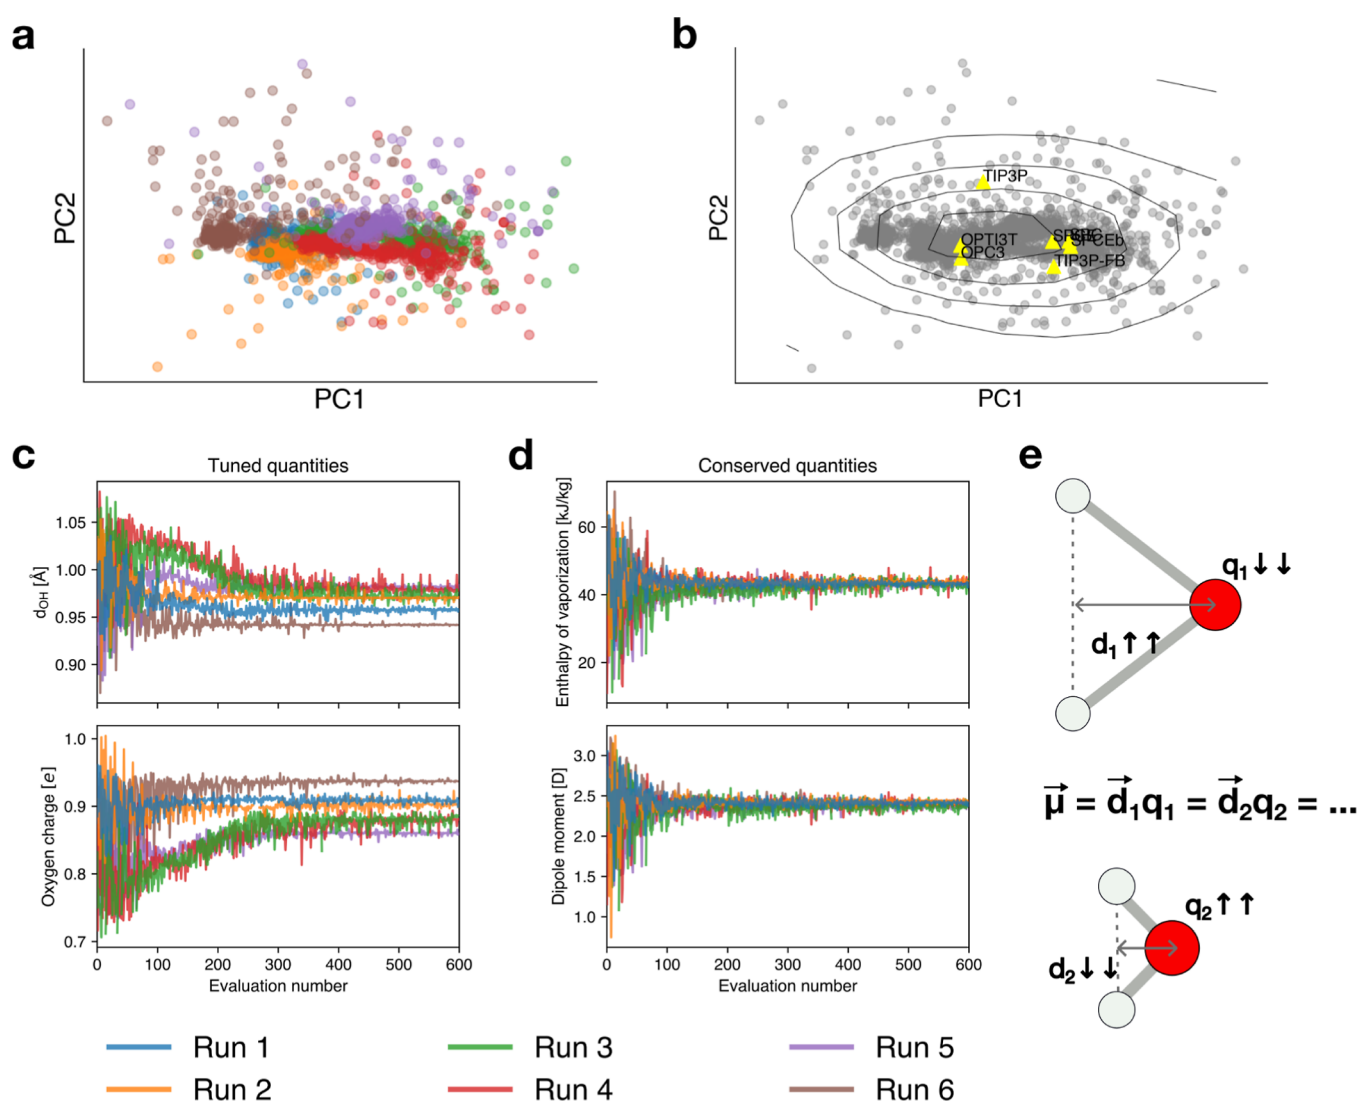 a
b
PC2
PC1
PC2
PC1
TIP3P
OPTI3T
OPC3
SPCEb
TIP3P-FB
c
d
e
Tuned quantities
Conserved quantities
dOH [Å]
1.05
1.00
0.95
0.90
Enthalpy of vaporization [kJ/kg]
60
40
20
q1↓↓
d1↑↑
Oxygen charge [e]
1.0
0.9
0.8
0.7
0 100 200 300 400 500 600
Evaluation number
Dipole moment [D]
3.0
2.5
2.0
1.5
1.0
0 100 200 300 400 500 600
Evaluation number
μ = d1q1 = d2q2 = ...
q2↑↑
d2↓↓
Run 1
Run 3
Run 5
Run 2
Run 4
Run 6